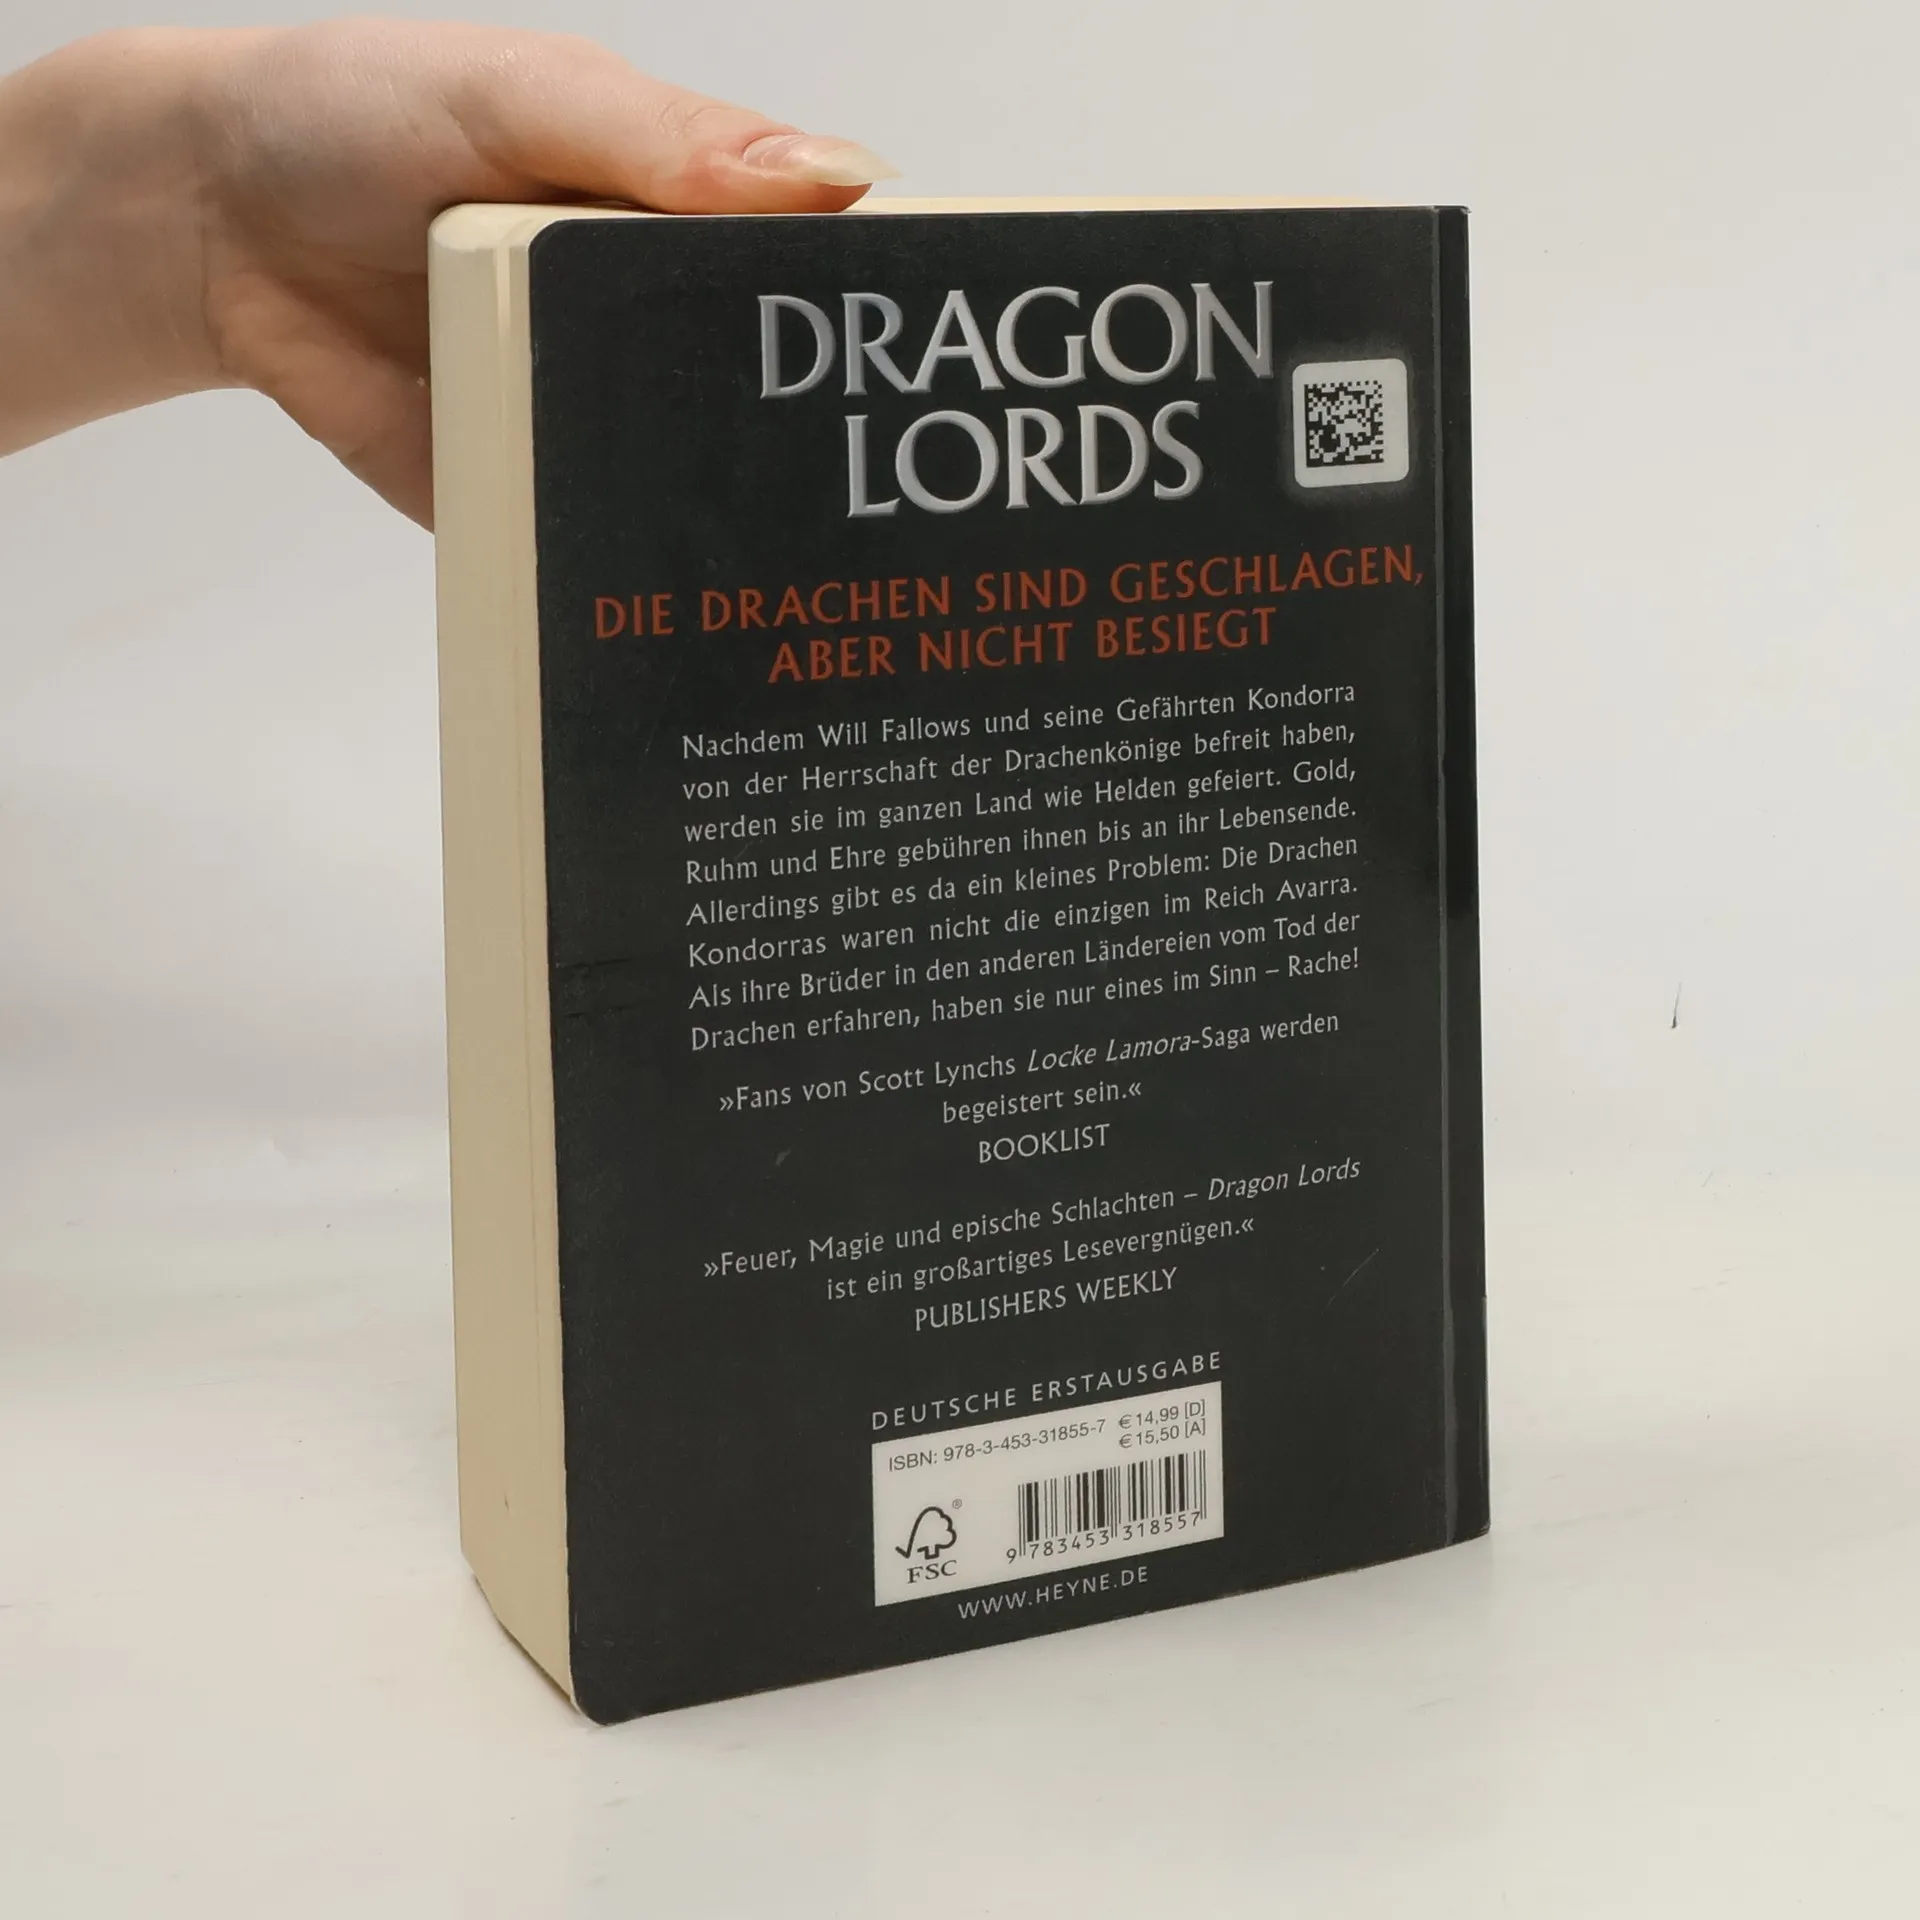 DRAGON
LORDS
DIE DRACHEN SIND GESCHLAGEN,
ABER NICHT BESIEGT
Nachdem Will Fallows und seine Gefährten Kondorra
von der Herrschaft der Drachenkönige befreit haben,
werden sie im ganzen Land wie Helden gefeiert. Gold,
Ruhm und Ehre gebühren ihnen bis an ihr Lebensende.
Allerdings gibt es da ein kleines Problem: Die Drachen
Kondorras waren nicht die einzigen im Reich Avarra.
Als ihre Brüder in den anderen Ländereien vom Tod der
Drachen erfahren, haben sie nur eines im Sinn – Rache!
»Fans von Scott Lynchs Locke Lamora-Saga werden
begeistert sein.«
BOOKLIST
»Feuer, Magie und epische Schlachten – Dragon Lords
ist ein großartiges Lesevergnügen.«
PUBLISHERS WEEKLY
DEUTSCHE ERSTAUSGABE
ISBN: 978-3-453-31855-7 € 14,99 [D]
€ 15,50 [A]
®
FSC
9 783453 318557
WWW.HEYNE.DE